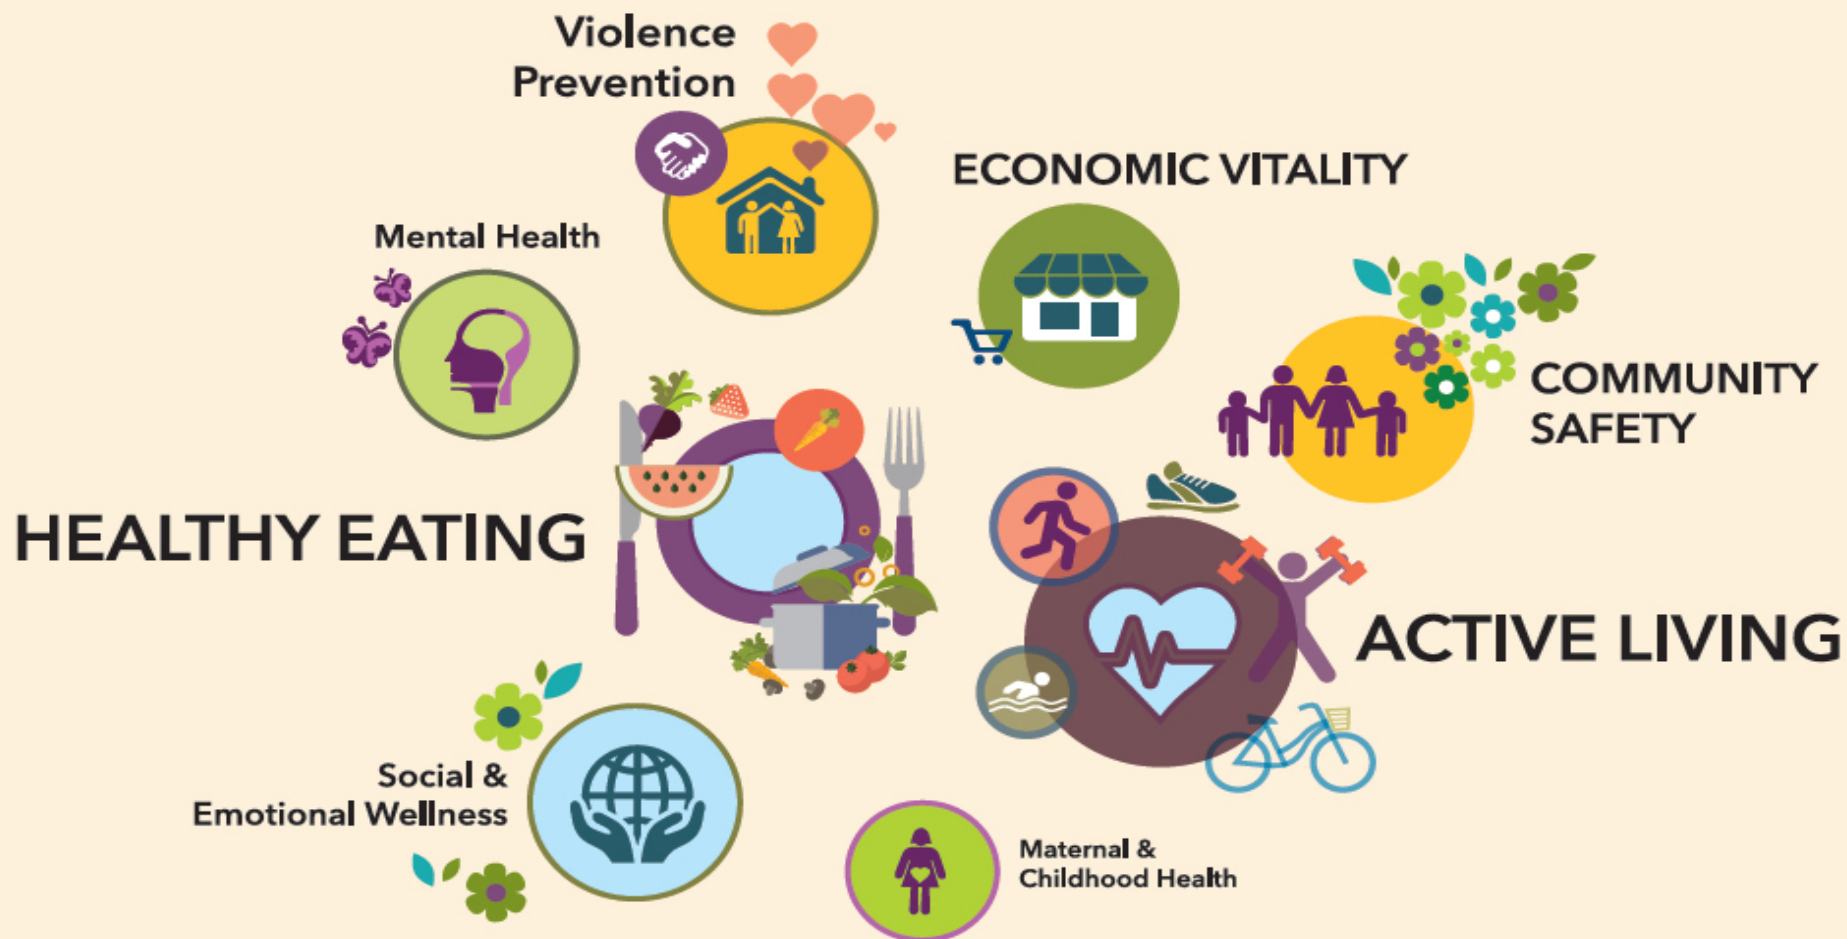 Violence
Prevention
ECONOMIC VITALITY
Mental Health
COMMUNITY
SAFETY
HEALTHY EATING
ACTIVE LIVING
Social &
Emotional Wellness
Maternal &
Childhood Health